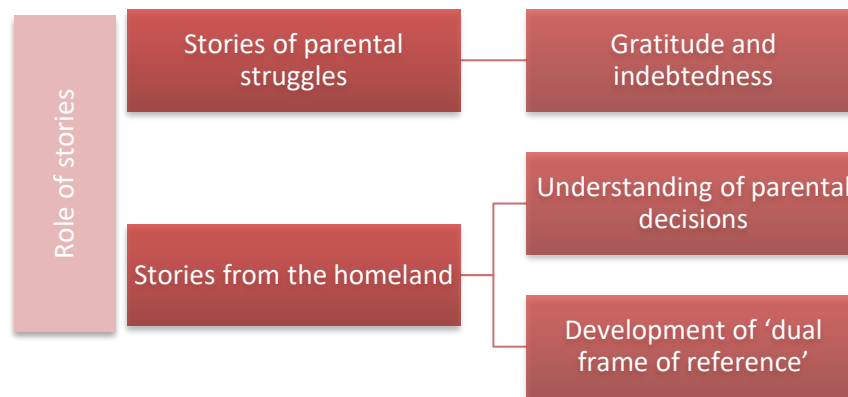 Role of stories
Stories of parental
struggles
Gratitude and
indebtedness
Stories from the homeland
Understanding of parental
decisions
Development of ‘dual
frame of reference’